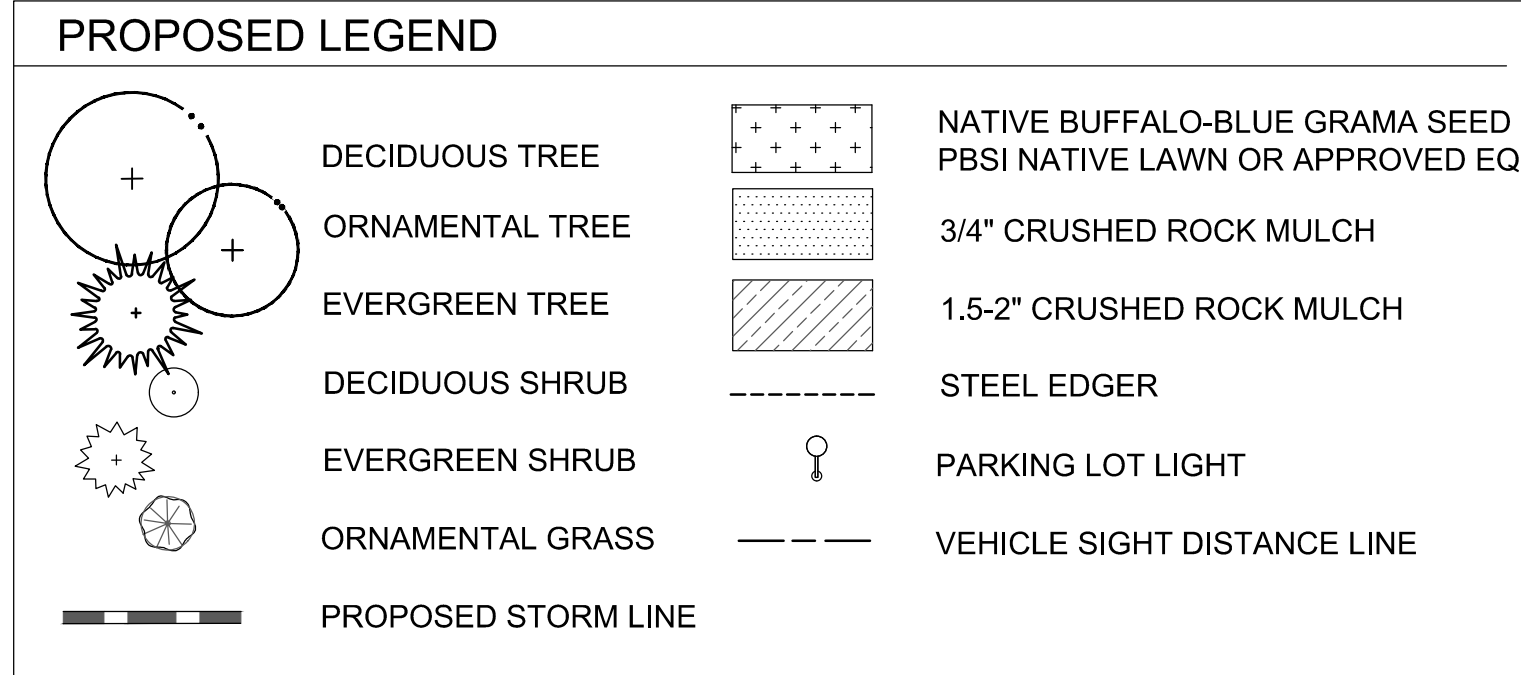 PROPOSED LEGEND
DECIDUOUS TREE
ORNAMENTAL TREE
EVERGREEN TREE
DECIDUOUS SHRUB
EVERGREEN SHRUB
ORNAMENTAL GRASS
PROPOSED STORM LINE
NATIVE BUFFALO-BLUE GRAMA SEED
PBSI NATIVE LAWN OR APPROVED EQ
3/4" CRUSHED ROCK MULCH
1.5-2" CRUSHED ROCK MULCH
STEEL EDGER
PARKING LOT LIGHT
VEHICLE SIGHT DISTANCE LINE